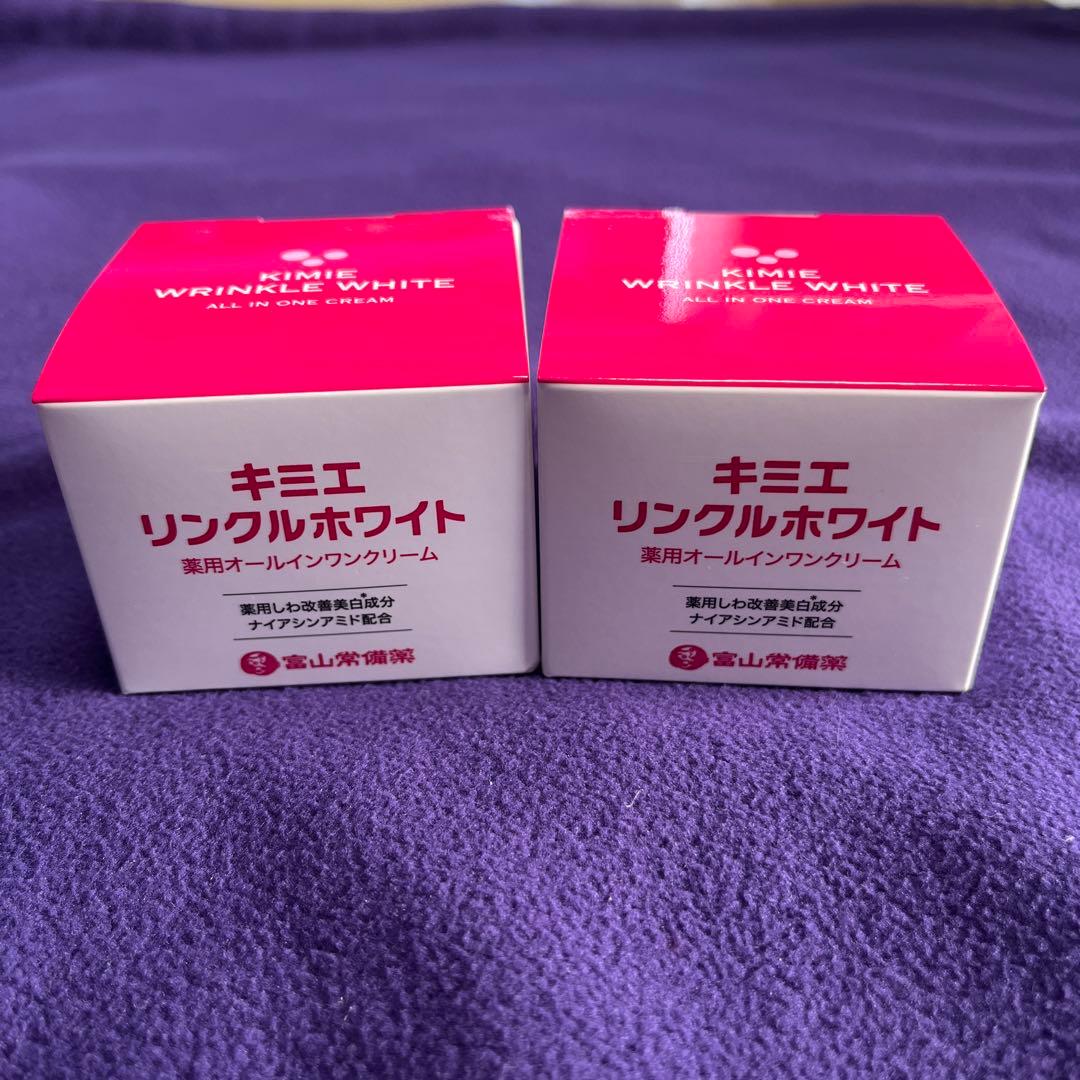 KIMIE
WRINKLE WHITE
ALL IN ONE CREAM
キミエ
リンクルホワイト
薬用オールインワンクリーム
薬用しわ改善美白*成分
ナイアシンアミド配合
富山常備薬
KIMIE
WRINKLE WHITE
ALL IN ONE CREAM
キミエ
リンクルホワイト
薬用オールインワンクリーム
薬用しわ改善美白*成分
ナイアシンアミド配合
富山常備薬